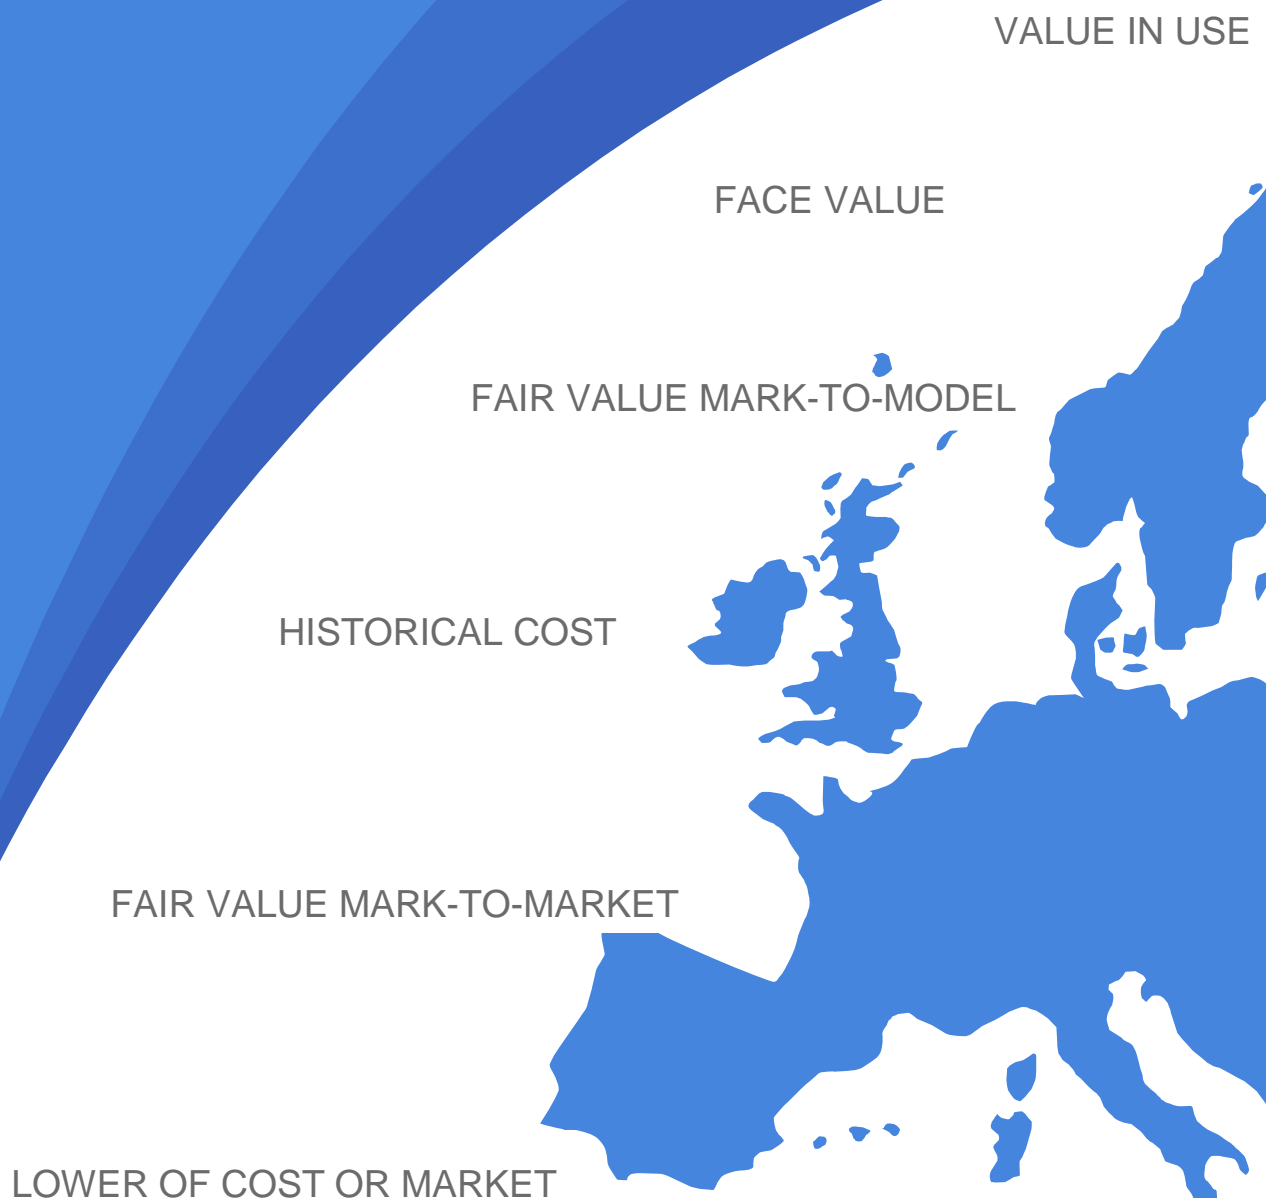 VALUE IN USE
FACE VALUE
FAIR VALUE MARK-TO-MODEL
HISTORICAL COST
FAIR VALUE MARK-TO-MARKET
LOWER OF COST OR MARKET